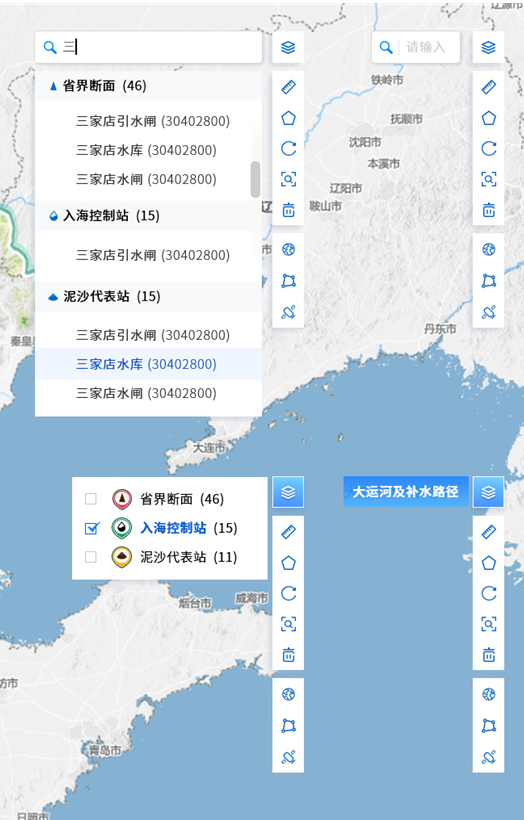 辽源市
三
请输入
铁岭市
抚顺市
沈阳市
本溪市
辽阳市
鞍山市
丹东市
省界断面 (46)
三家店引水闸 (30402800)
三家店水库 (30402800)
三家店水闸 (30402800)
入海控制站 (15)
三家店引水闸 (30402800)
泥沙代表站 (15)
三家店引水闸 (30402800)
三家店水库 (30402800)
三家店水闸 (30402800)
秦皇
大连市
省界断面 (46)
入海控制站 (15)
泥沙代表站 (11)
大运河及补水路径
烟台市
威海市
坊市
青岛市
日照市